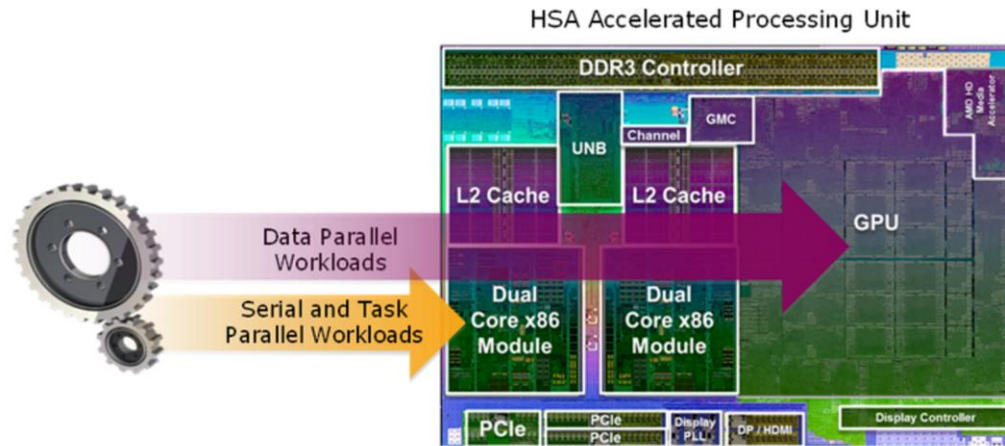 HSA Accelerated Processing Unit
DDR3 Controller
AMD HD
Media
Accelerator
GMC
Channel
UNB
L2 Cache
L2 Cache
GPU
Data Parallel
Workloads
Serial and Task
Parallel Workloads
Dual
Core x86
Module
Dual
Core x86
Module
PCIe
PCIe
PCIe
Display
PLL
DP / HDMI
Display Controller